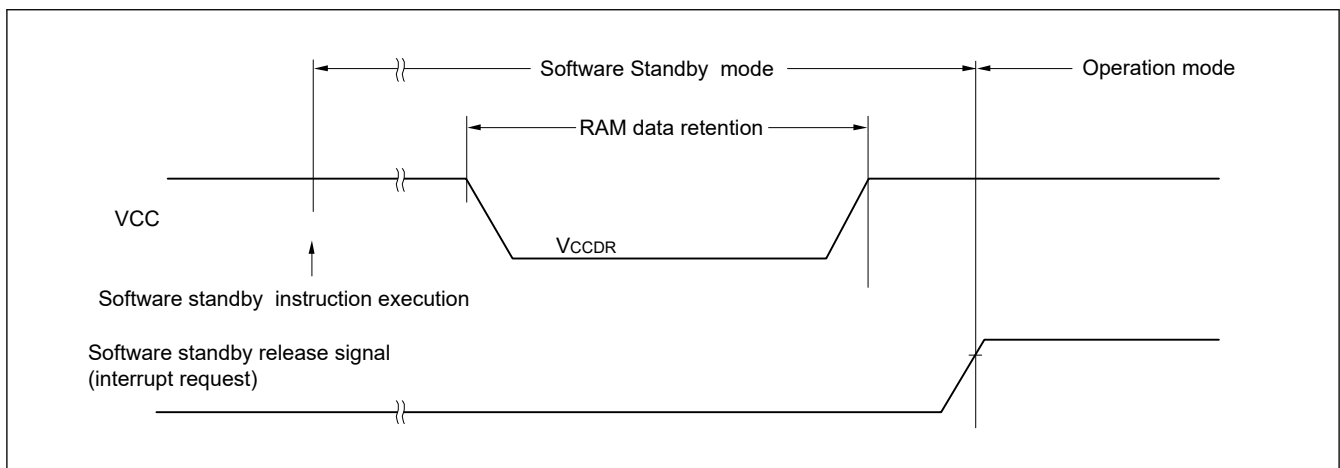 Software Standby mode
Operation mode
RAM data retention
VCC
VCCDR
Software standby instruction execution
Software standby release signal
(interrupt request)